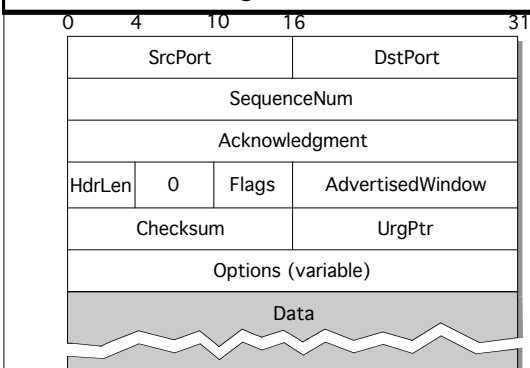 0 4 10 16 31
SrcPort DstPort
SequenceNum
Acknowledgment
HdrLen 0 Flags AdvertisedWindow
Checksum UrgPtr
Options (variable)
Data